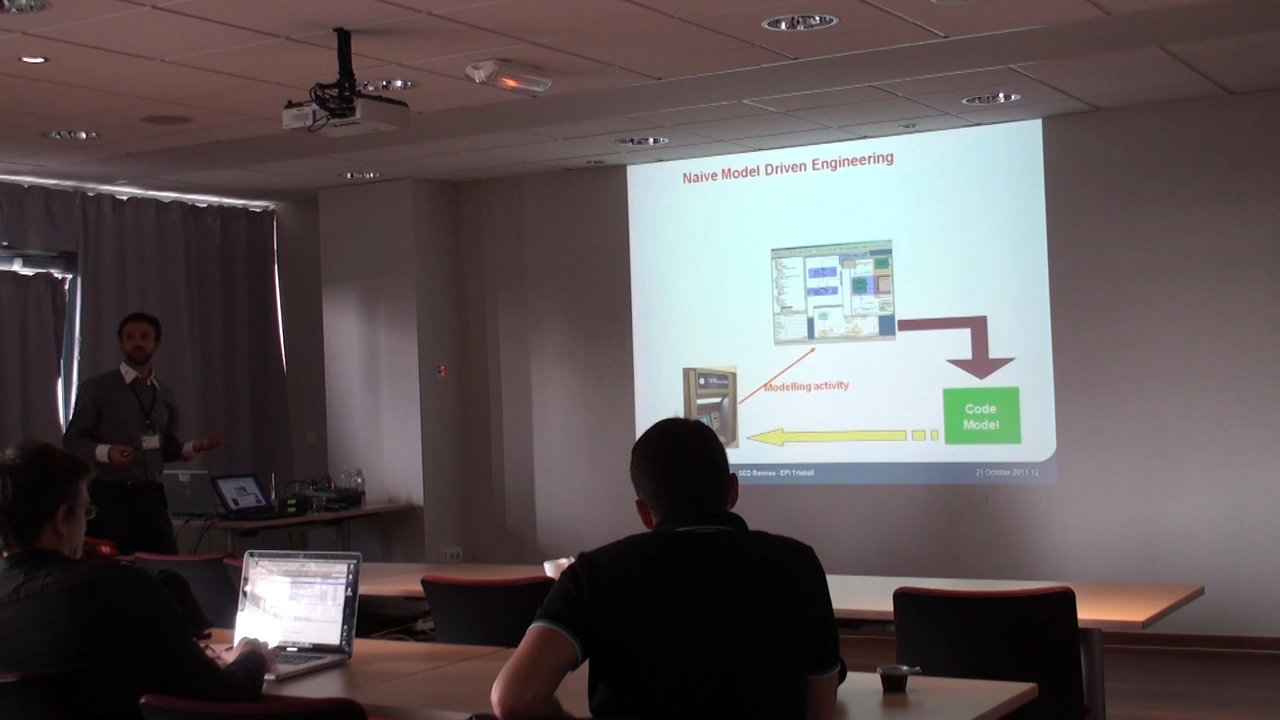 Naive Model Driven Engineering
Modelling activity
Code
Model
SED Rennes - EPI Triskell
21 October 2011-12